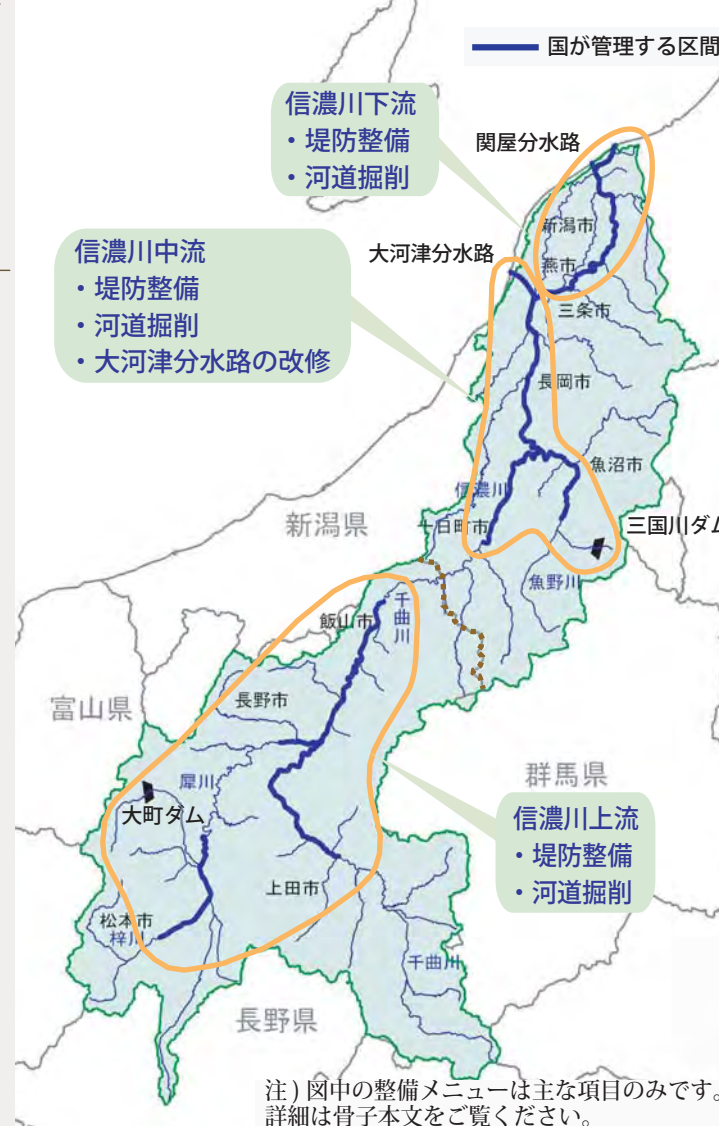 国が管理する区間
信濃川下流
・堤防整備
・河道掘削
関屋分水路
新潟市
燕市
大河津分水路
信濃川中流
・堤防整備
・河道掘削
・大河津分水路の改修
三条市
長岡市
魚沼市
信濃川
十日町市
三国川ダム
新潟県
魚野川
千曲川
飯山市
長野市
富山県
犀川
大町ダム
群馬県
信濃川上流
・堤防整備
・河道掘削
上田市
松本市
梓川
千曲川
長野県
注）図中の整備メニューは主な項目のみです。
詳細は骨子本文をご覧ください。